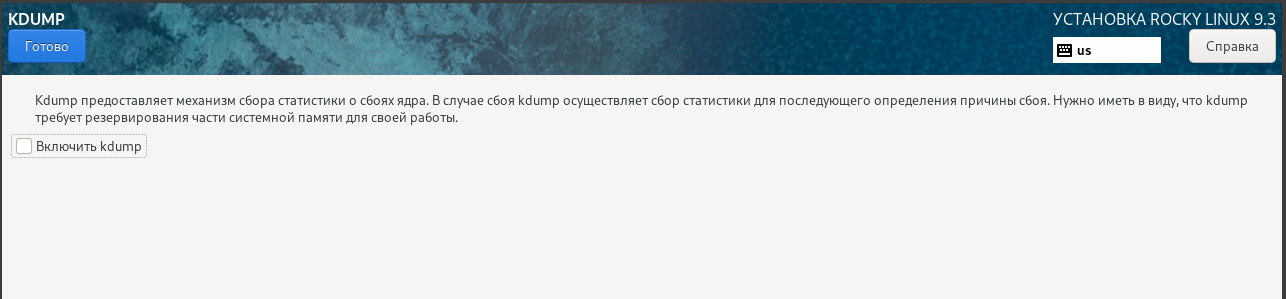 KDUMP
УСТАНОВКА ROCKY LINUX 9.3
Готово
us
Справка
Kdump предоставляет механизм сбора статистики о сбоях ядра. В случае сбоя kdump осуществляет сбор статистики для последующего определения причины сбоя. Нужно иметь в виду, что kdump
требует резервирования части системной памяти для своей работы.
Включить kdump